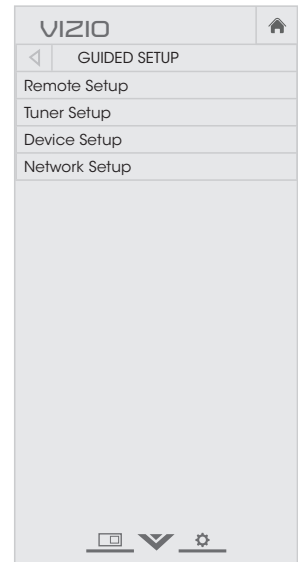 VIZIO
GUIDED SETUP
Remote Setup
Tuner Setup
Device Setup
Network Setup